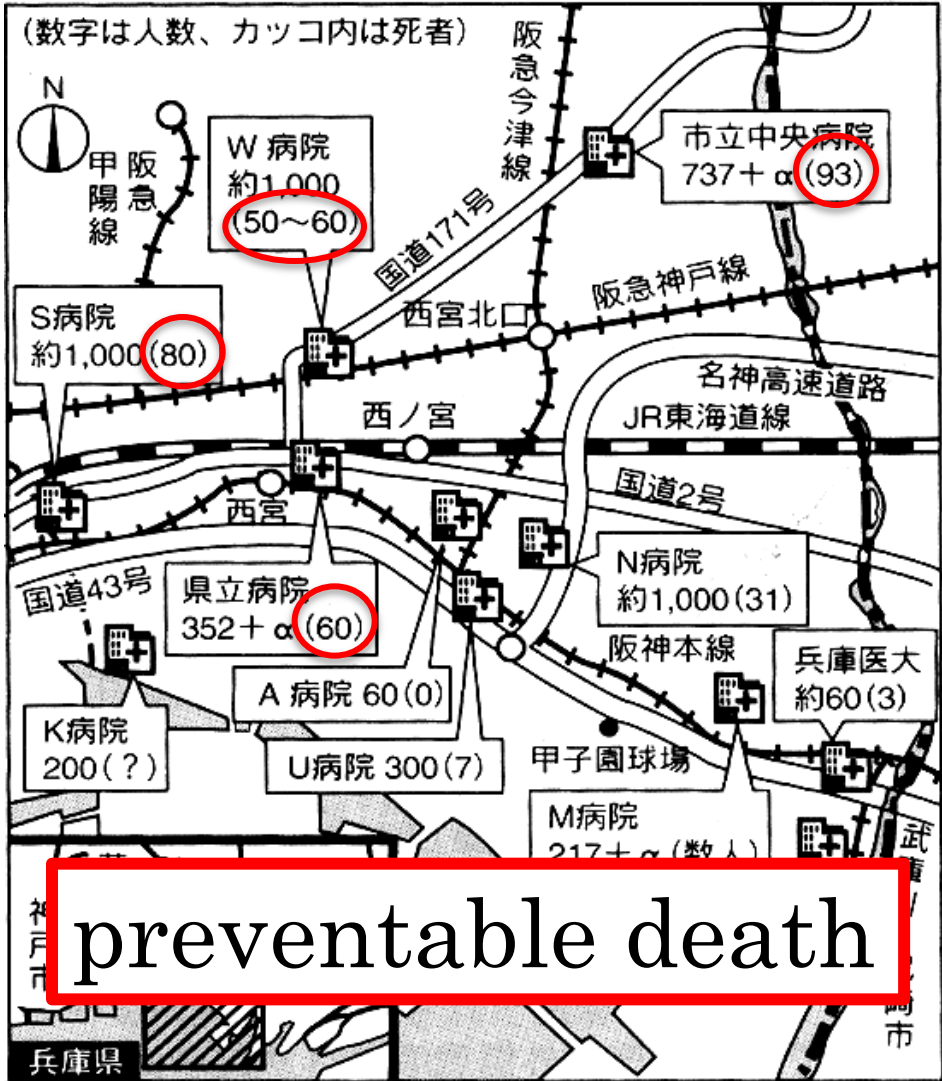 (数字は人数、カッコ内は死者)
N
阪急甲陽線
阪急今津線
W 病院
約1,000
(50〜60)
市立中央病院
737+α(93)
国道171号
阪急神戸線
西宮北口
S病院
約1,000(80)
名神高速道路
西ノ宮
JR東海道線
国道2号
西宮
国道43号
県立病院
352+α(60)
N病院
約1,000(31)
阪神本線
兵庫医大
約60(3)
A 病院 60(0)
K病院
200(?)
U病院 300(7)
甲子園球場
M病院
217+α(数人)
武庫川
神戸市
preventable death
崎市
兵庫県